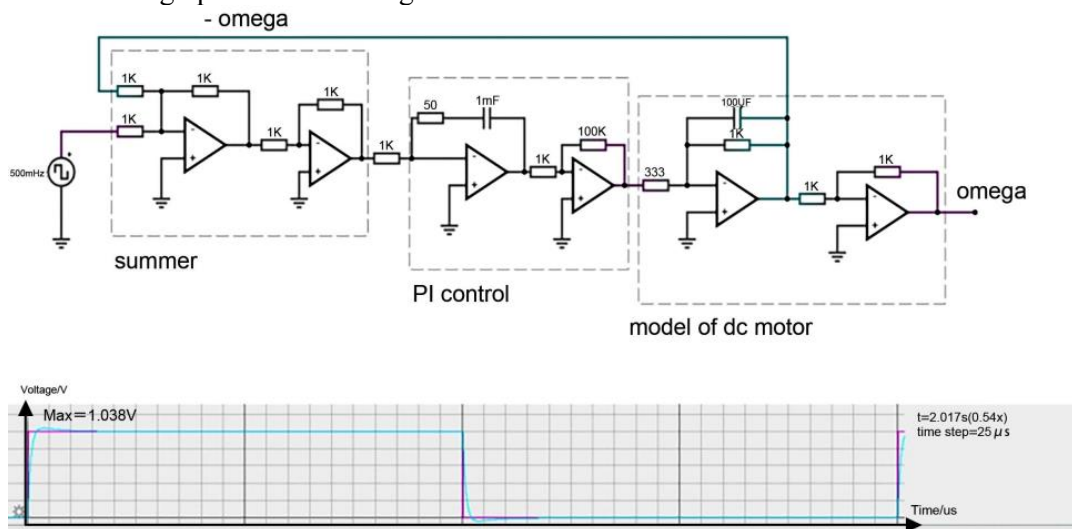 - omega
1K
1K
1K
1K
1K
1K
50
1mF
1K
100K
333
100UF
1K
1K
1K
500mHz
omega
summer
PI control
model of dc motor
Voltage/V
Max=1.038V
t=2.017s(0.54x)
time step=25μs
Time/us